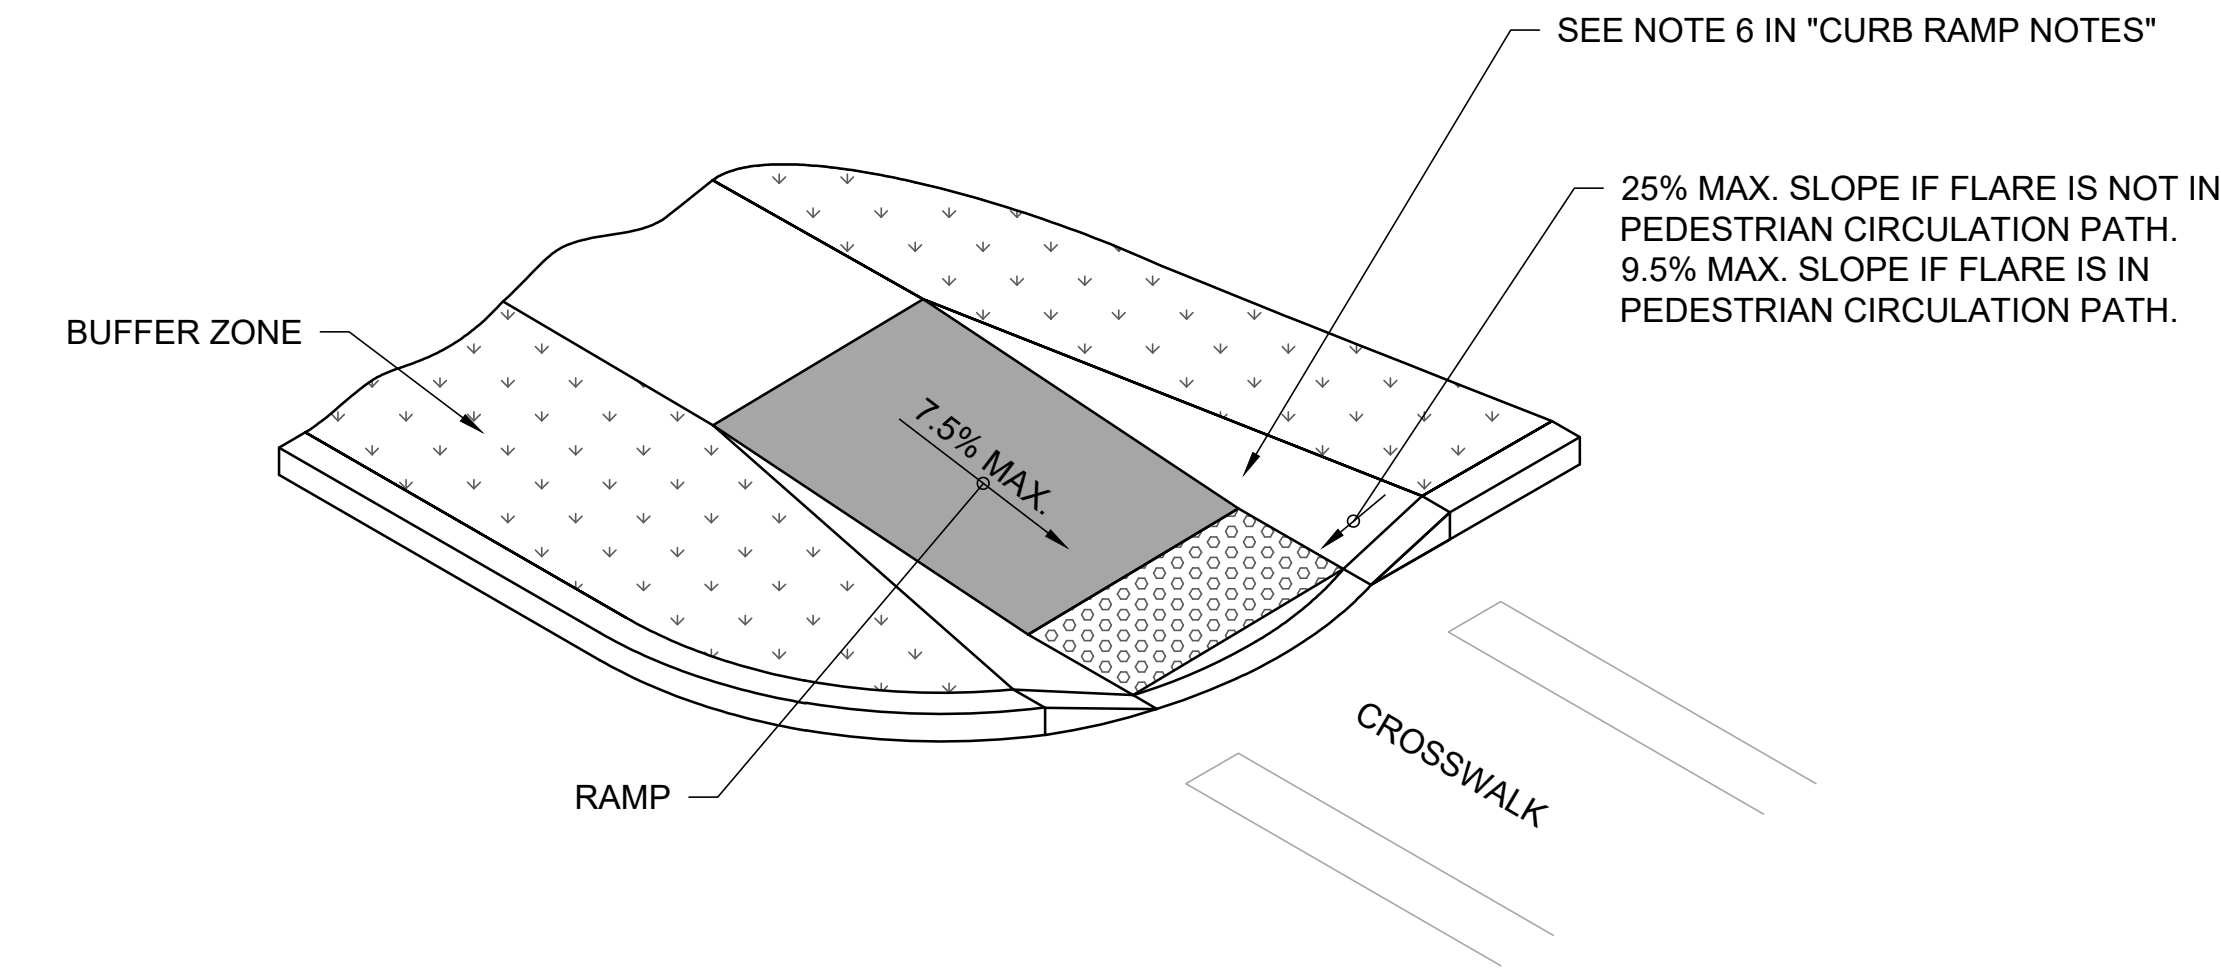 SEE NOTE 6 IN "CURB RAMP NOTES"
25% MAX. SLOPE IF FLARE IS NOT IN
PEDESTRIAN CIRCULATION PATH.
9.5% MAX. SLOPE IF FLARE IS IN
PEDESTRIAN CIRCULATION PATH.
BUFFER ZONE
7.5% MAX.
RAMP
CROSSWALK